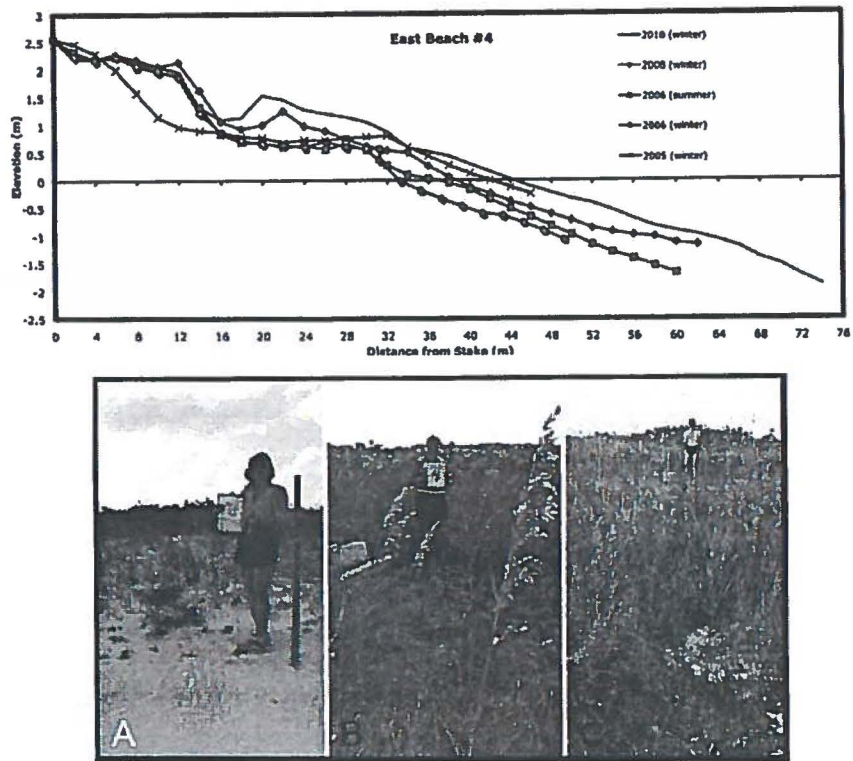 East Beach #4
2010 (winter)
2008 (winter)
2006 (summer)
2006 (winter)
2005 (winter)
Elevation (m)
3
2.5
2
1.5
1
0.5
0
-0.5
-1
-1.5
-2
-2.5
0 4 8 12 16 20 24 28 32 36 40 44 48 52 56 60 64 68 72 76
Distance from Stake (m)
A B C